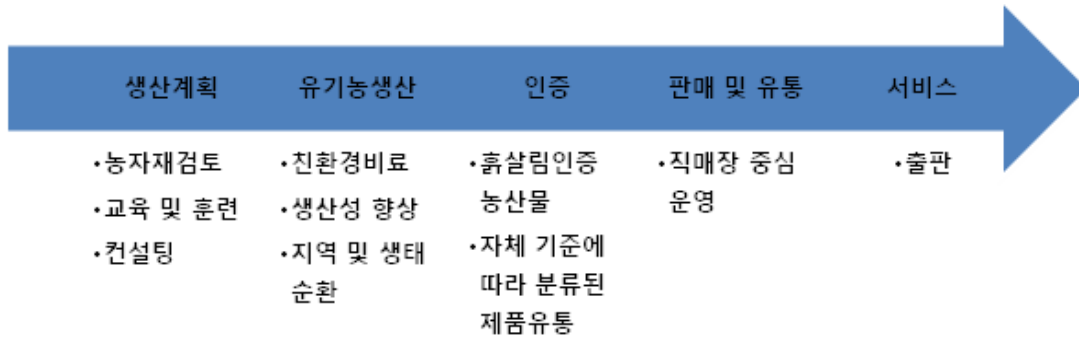 생산계획
유기농생산
인증
판매 및 유통
서비스
•농자재검토
•교육 및 훈련
•컨설팅
•친환경비료
•생산성 향상
•지역 및 생태
순환
•흙살림인증
농산물
•자체 기준에
따라 분류된
제품유통
•직매장 중심
운영
•출판